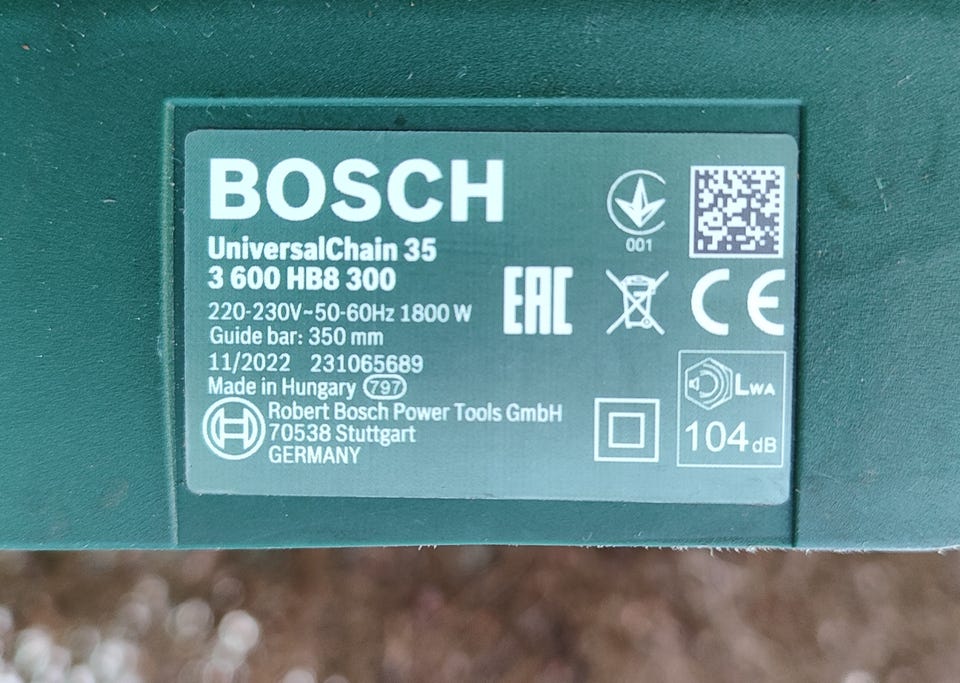 BOSCH
UniversalChain 35
3 600 HB8 300
220-230V~50-60Hz 1800 W
Guide bar: 350 mm
11/2022 231065689
Made in Hungary 797
Robert Bosch Power Tools GmbH
70538 Stuttgart
GERMANY
001
EAC
CE
LWA
104 dB